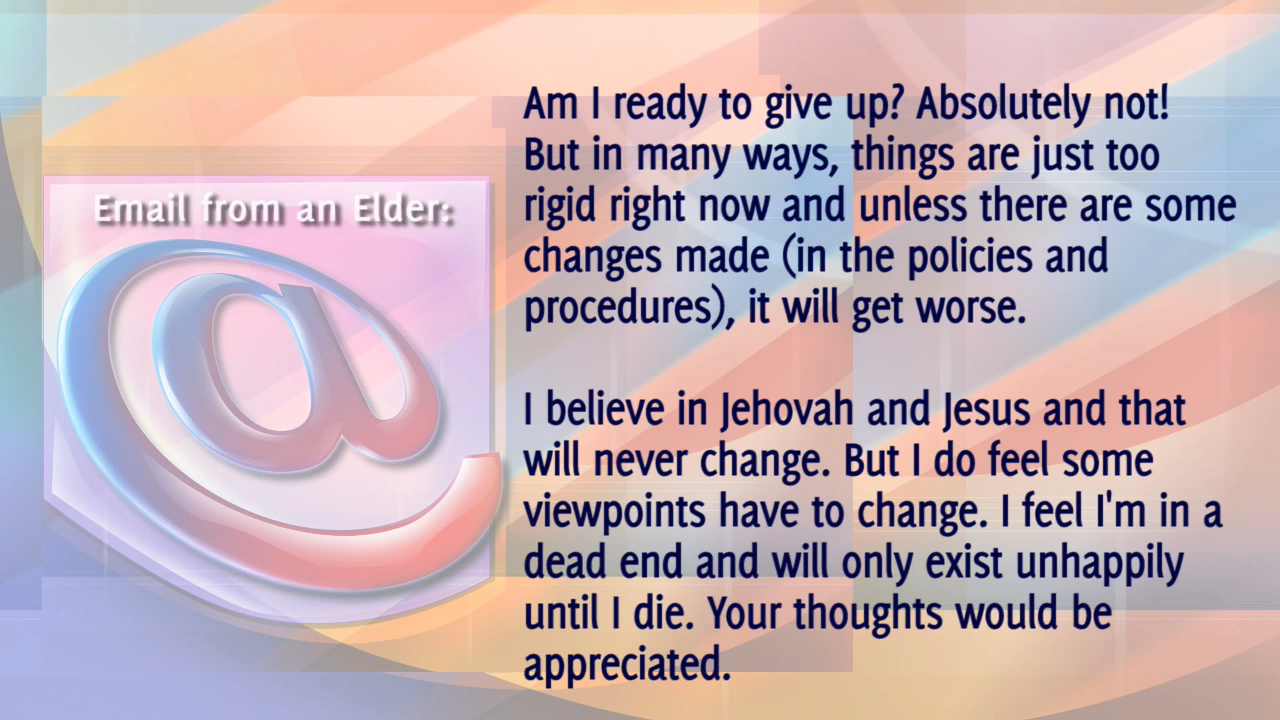 Email from an Elder:
Am I ready to give up? Absolutely not!
But in many ways, things are just too
rigid right now and unless there are some
changes made (in the policies and
procedures), it will get worse.
I believe in Jehovah and Jesus and that
will never change. But I do feel some
viewpoints have to change. I feel I'm in a
dead end and will only exist unhappily
until I die. Your thoughts would be
appreciated.